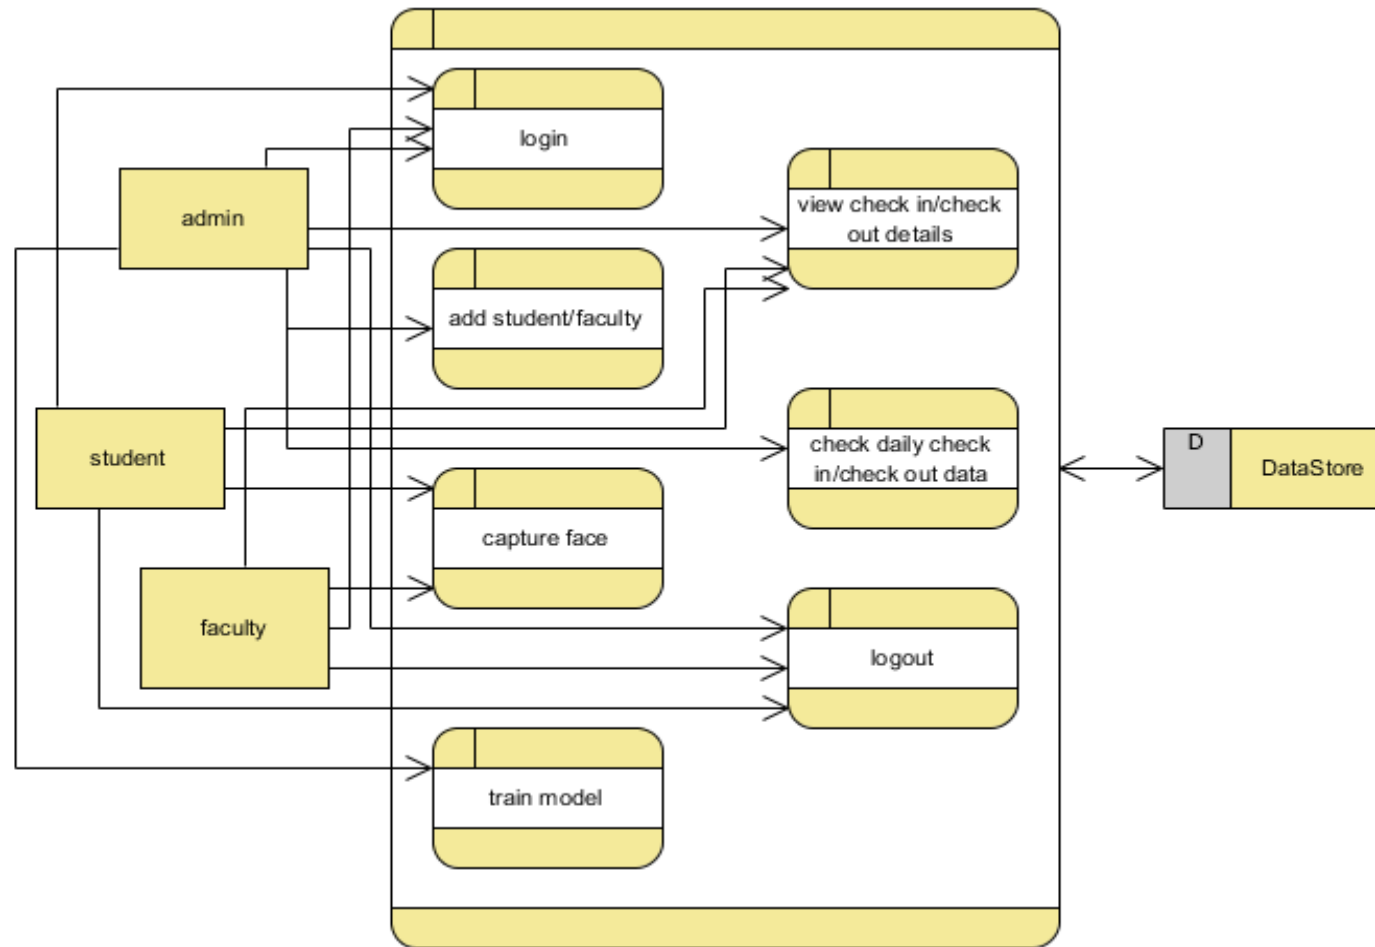 login
admin
view check in/check
out details
add student/faculty
student
check daily check
in/check out data
D
DataStore
capture face
faculty
logout
train model